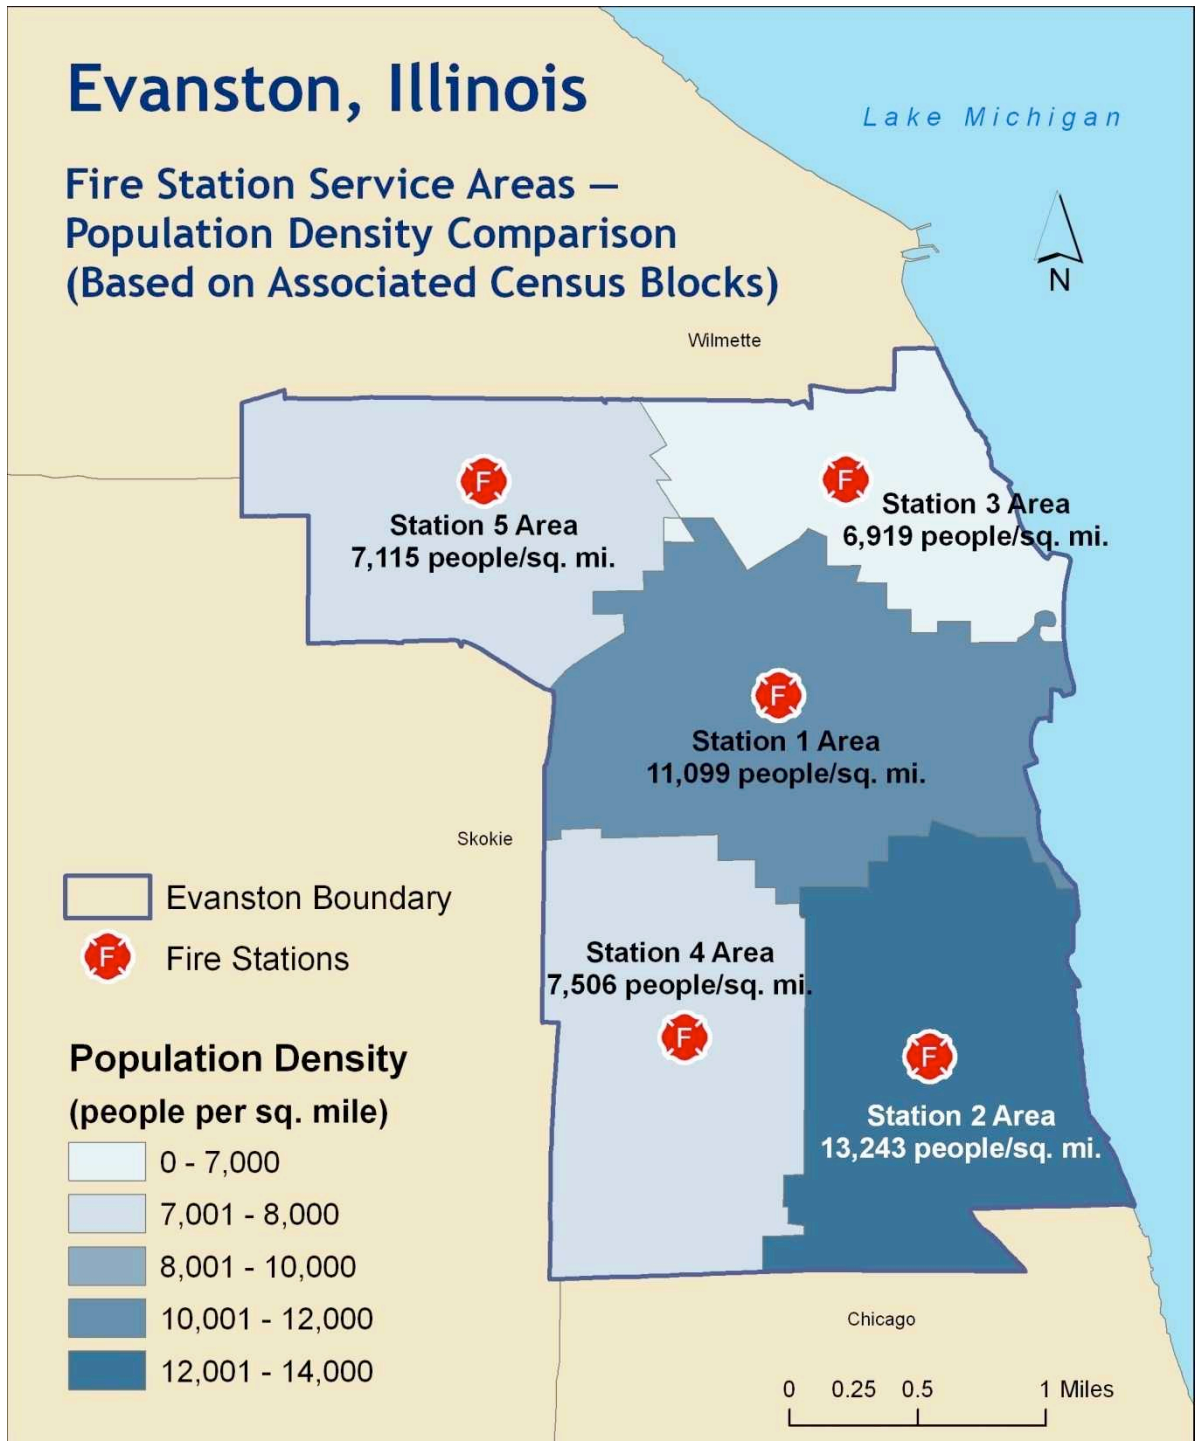 Evanston, Illinois
Lake Michigan
Fire Station Service Areas –
Population Density Comparison
(Based on Associated Census Blocks)
N
Wilmette
F
F
Station 3 Area
6,919 people/sq. mi.
Station 5 Area
7,115 people/sq. mi.
F
Station 1 Area
11,099 people/sq. mi.
Skokie
Evanston Boundary
F
Fire Stations
Station 4 Area
7,506 people/sq. mi.
F
F
Station 2 Area
13,243 people/sq. mi.
Population Density
(people per sq. mile)
0 - 7,000
7,001 - 8,000
8,001 - 10,000
10,001 - 12,000
12,001 - 14,000
Chicago
0 0.25 0.5 1 Miles